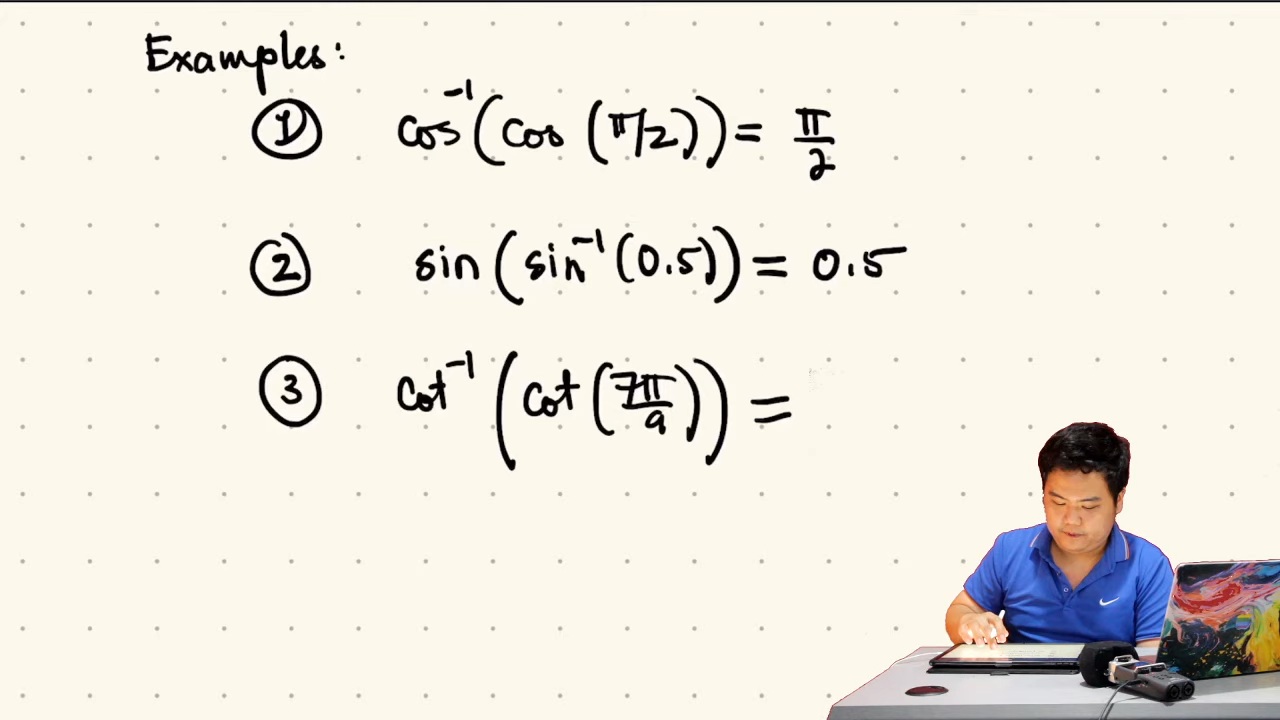 Examples:
① cos⁻¹(cos(π/2)) = π/2
② sin(sin⁻¹(0.5)) = 0.5
③ cot⁻¹(cot(7π/9)) =